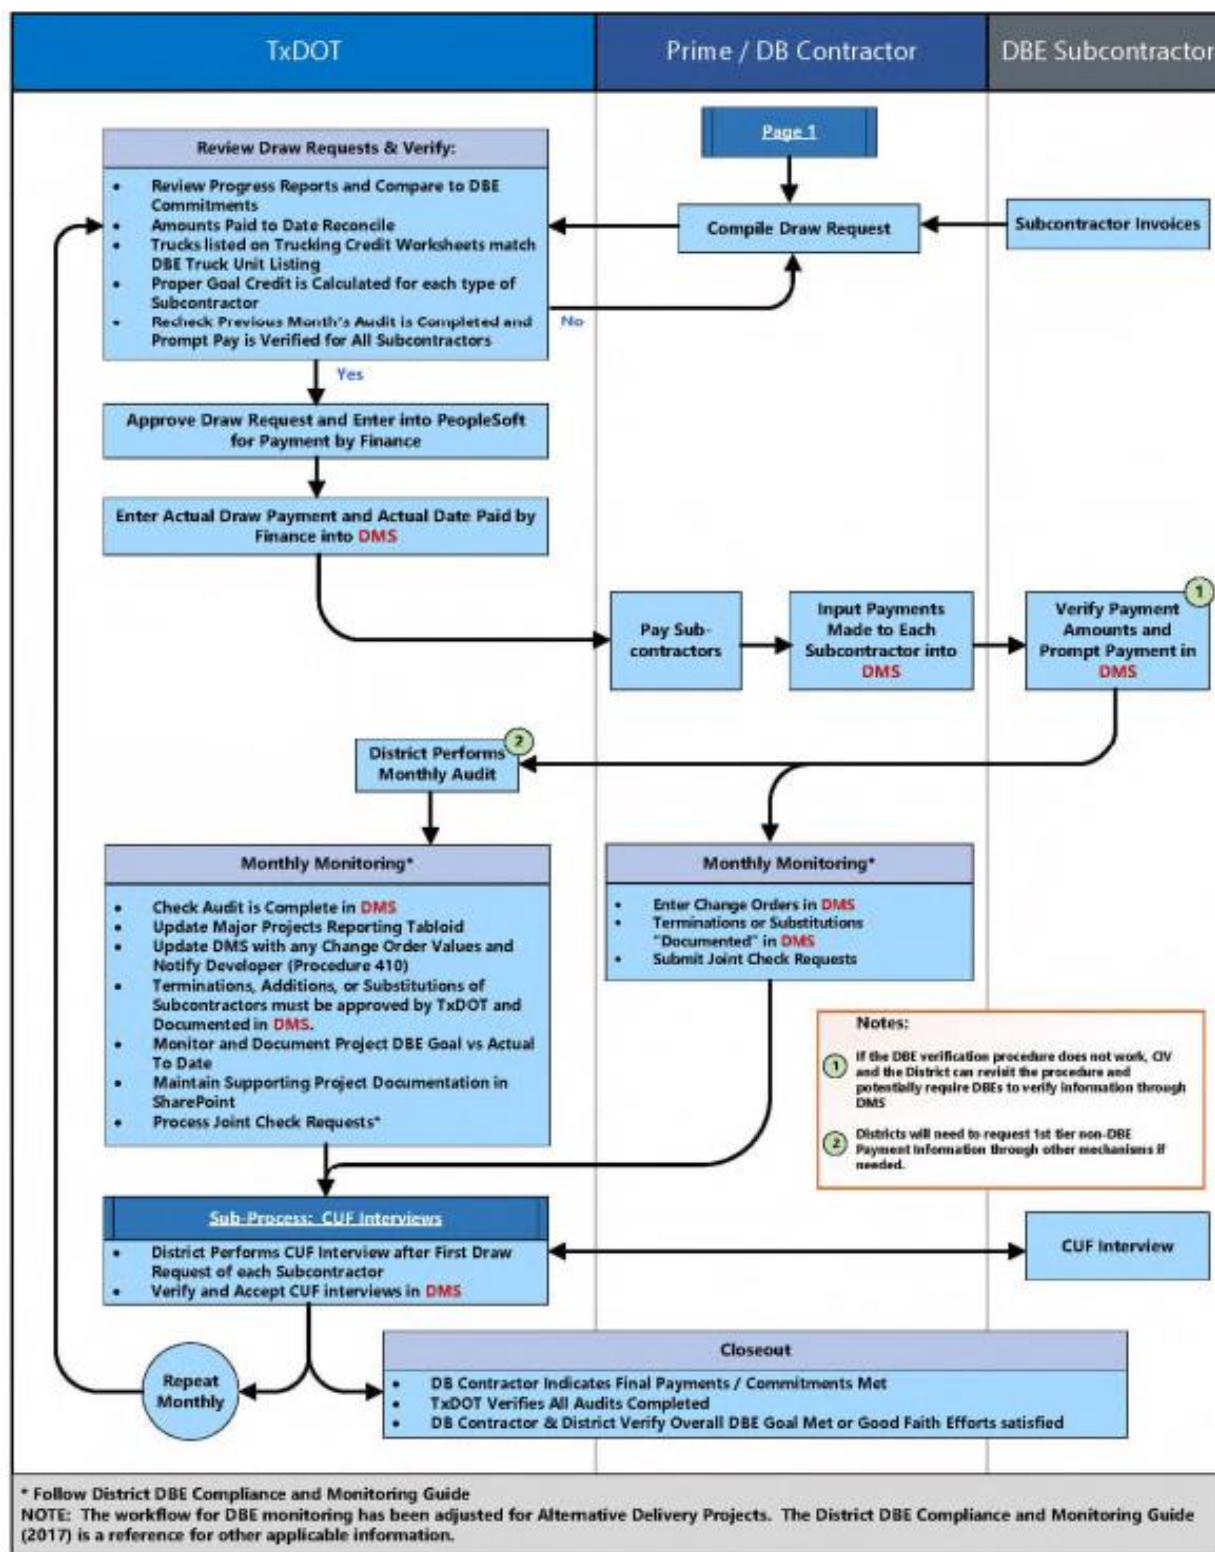 TxDOT
Prime / DB Contractor
DBE Subcontractor
Page 1
Review Draw Requests & Verify:
• Review Progress Reports and Compare to DBE
Commitments
• Amounts Paid to Date Reconcile
• Trucks listed on Trucking Credit Worksheets match
DBE Truck Unit Listing
• Proper Goal Credit is Calculated for each type of
Subcontractor
• Recheck Previous Month's Audit is Completed and
Prompt Pay is Verified for All Subcontractors
Compile Draw Request
Subcontractor Invoices
No
Yes
Approve Draw Request and Enter into PeopleSoft
for Payment by Finance
Enter Actual Draw Payment and Actual Date Paid by
Finance into DMS
Pay Sub-
contractors
Input Payments
Made to Each
Subcontractor into
DMS
1
Verify Payment
Amounts and
Prompt Payment in
DMS
2
District Performs
Monthly Audit
Monthly Monitoring*
• Check Audit is Complete in DMS
• Update Major Projects Reporting Tabloid
• Update DMS with any Change Order Values and
Notify Developer (Procedure 410)
• Terminations, Additions, or Substitutions of
Subcontractors must be approved by TxDOT and
Documented in DMS.
• Monitor and Document Project DBE Goal vs Actual
To Date
• Maintain Supporting Project Documentation in
SharePoint
• Process Joint Check Requests*
Monthly Monitoring*
• Enter Change Orders in DMS
• Terminations or Substitutions
"Documented" in DMS
• Submit Joint Check Requests
Notes:
1 If the DBE verification procedure does not work, CIV
and the District can revisit the procedure and
potentially require DBEs to verify information through
DMS
2 Districts will need to request 1st tier non-DBE
Payment Information through other mechanisms if
needed.
Sub-Process: CUF Interviews
• District Performs CUF Interview after First Draw
Request of each Subcontractor
• Verify and Accept CUF interviews in DMS
CUF Interview
Repeat
Monthly
Closeout
• DB Contractor Indicates Final Payments / Commitments Met
• TxDOT Verifies All Audits Completed
• DB Contractor & District Verify Overall DBE Goal Met or Good Faith Efforts satisfied
* Follow District DBE Compliance and Monitoring Guide
NOTE: The workflow for DBE monitoring has been adjusted for Alternative Delivery Projects. The District DBE Compliance and Monitoring Guide
(2017) is a reference for other applicable information.